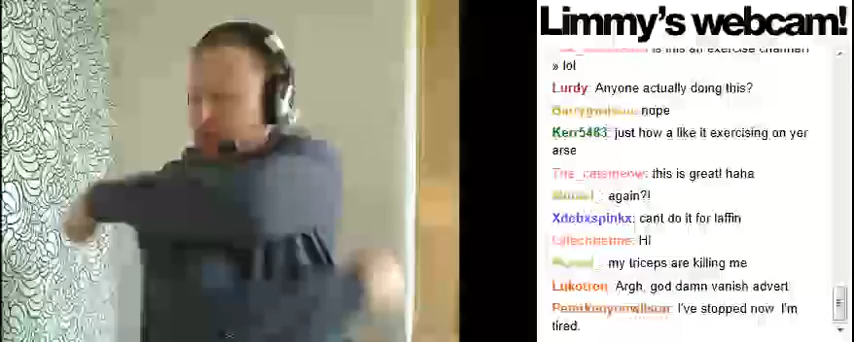 Limmy's webcam!
is this an exercise channel
» lol
Lurdy: Anyone actually doing this?
nope
Kerr5483: just how a like it exercising on yer
arse
this is great! haha
again?!
Xdebxspinkx: cant do it for laffin
HI
my triceps are killing me
Lukotron: Argh, god damn vanish advert
I've stopped now I'm
tired.